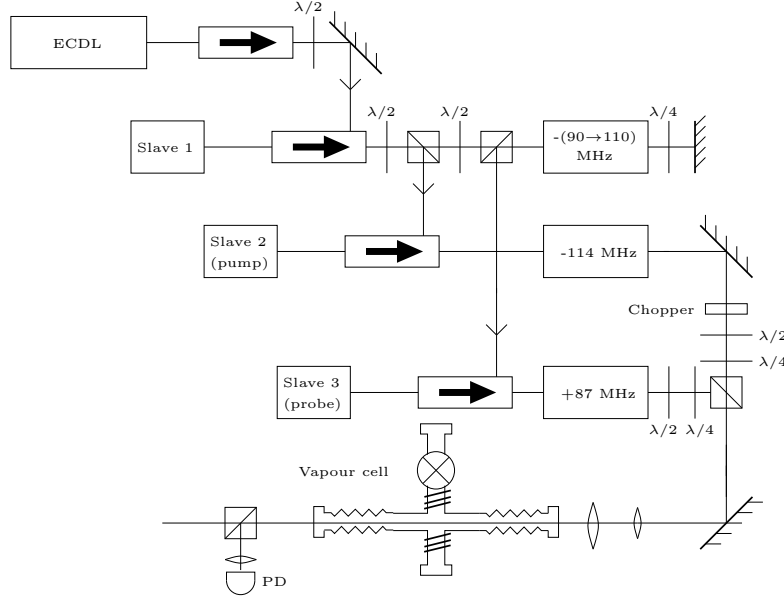 λ/2
ECDL
λ/2
λ/2
λ/4
Slave 1
-(90→110)
MHz
Slave 2
(pump)
-114 MHz
Chopper
λ/2
λ/4
Slave 3
(probe)
+87 MHz
λ/2
λ/4
Vapour cell
PD